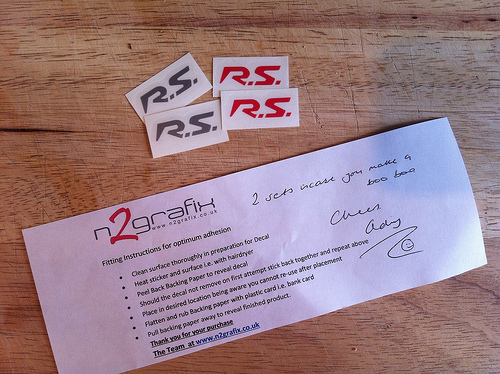 R.S.
R.S.
R.S.
R.S.
n2grafix
www.n2grafix.co.uk
2 sets incase you make a
boo boo
Cheers
Ady
Fitting Instructions for optimum adhesion
• Clean surface thoroughly in preparation for Decal
• Heat sticker and surface i.e. with hairdryer
• Peel Back Backing Paper to reveal decal
• Should the decal not remove on first attempt stick back together and repeat above
• Place in desired location being aware you cannot re-use after placement
• Flatten and rub Backing paper with plastic card i.e. bank card
• Pull backing paper away to reveal finished product.
Thank you for your purchase
The Team at www.n2grafix.co.uk